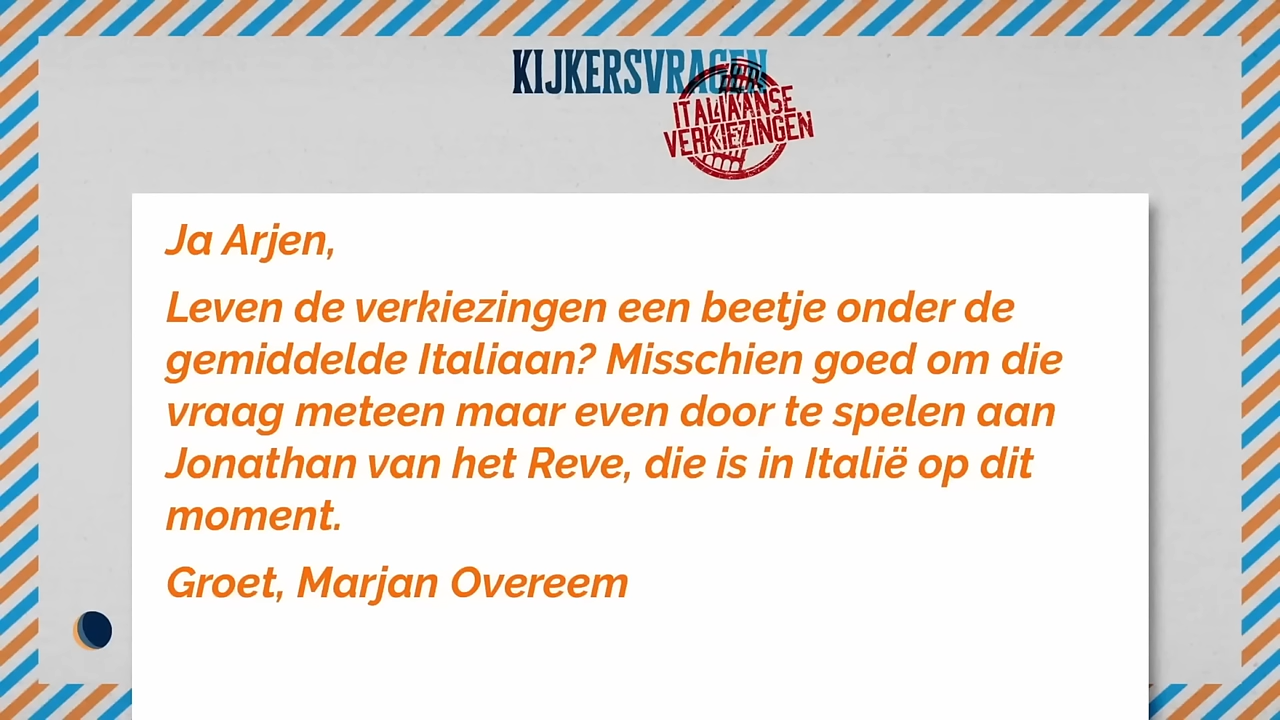 KIJKERSVRAGEN
ITALIAANSE
VERKIEZINGEN
Ja Arjen,
Leven de verkiezingen een beetje onder de
gemiddelde Italiaan? Misschien goed om die
vraag meteen maar even door te spelen aan
Jonathan van het Reve, die is in Italië op dit
moment.
Groet, Marjan Overeem